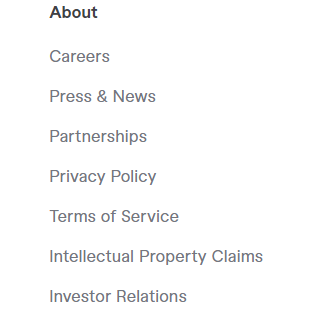 About
Careers
Press & News
Partnerships
Privacy Policy
Terms of Service
Intellectual Property Claims
Investor Relations